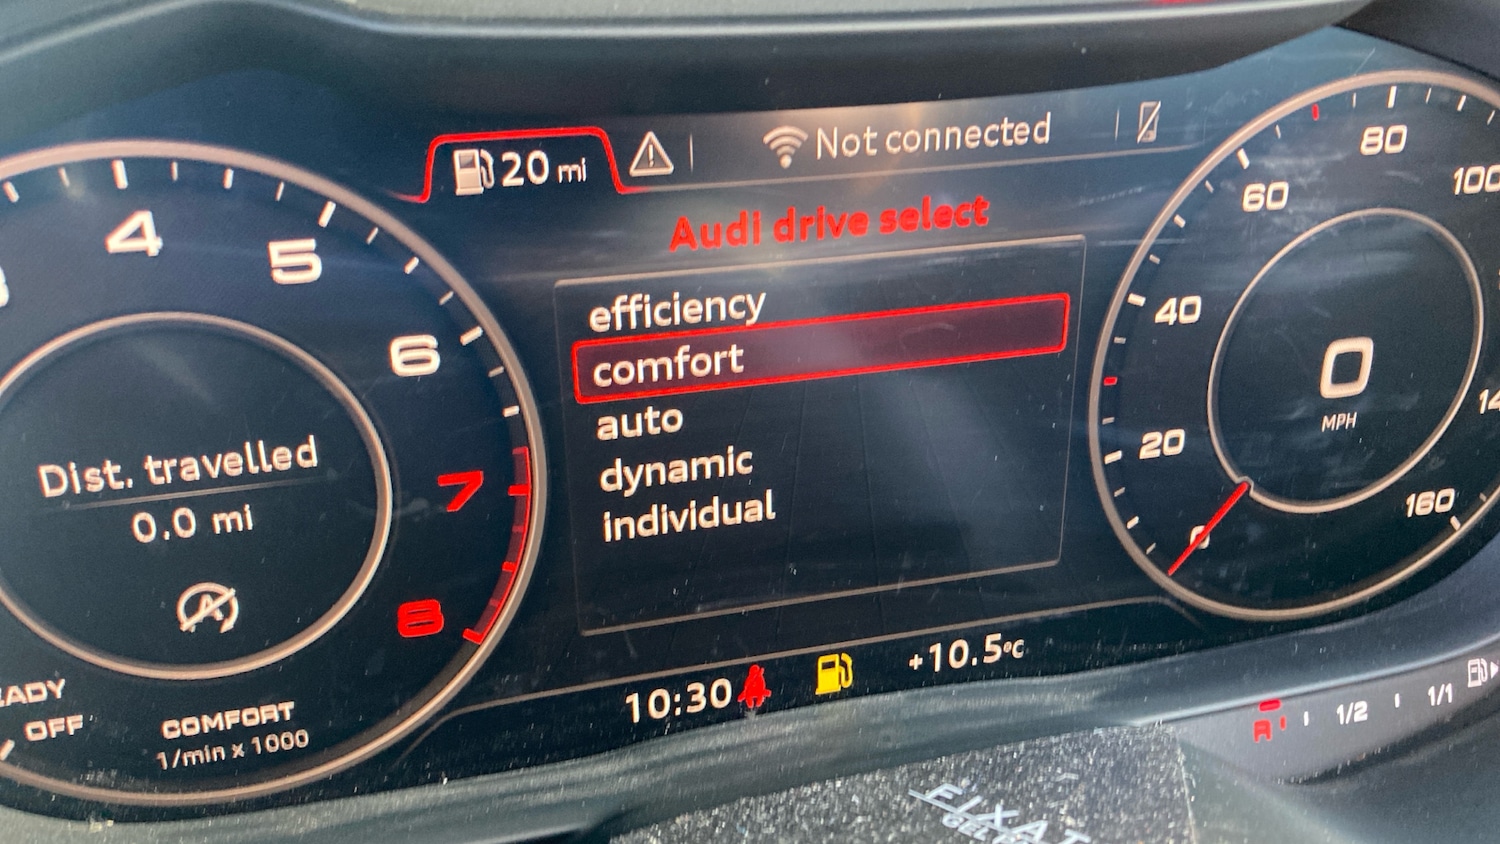 20 mi
Not connected
Audi drive select
efficiency
comfort
auto
dynamic
individual
4
5
6
7
8
Dist. travelled
0.0 mi
A
OFF
COMFORT
1/min x 1000
10:30
+10.5°C
0
20
40
60
80
100
160
0
MPH
1/2
1/1
FIXAT